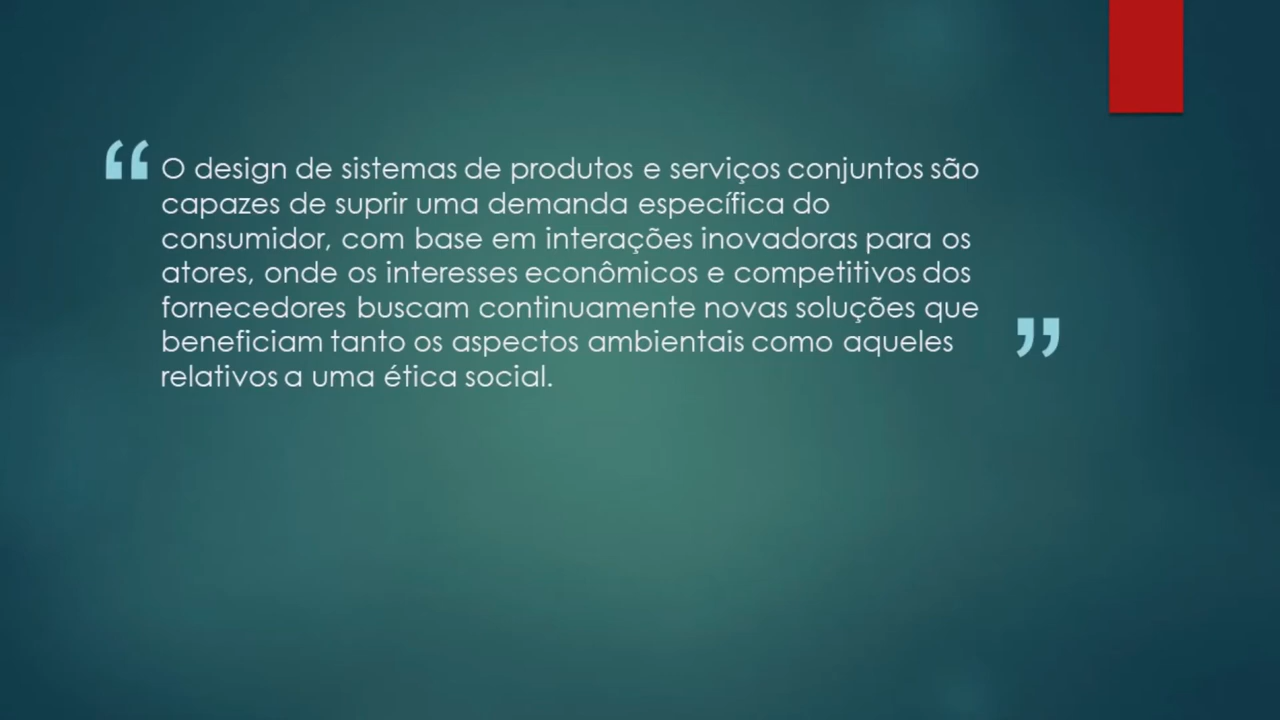 “O design de sistemas de produtos e serviços conjuntos são
capazes de suprir uma demanda específica do
consumidor, com base em interações inovadoras para os
atores, onde os interesses econômicos e competitivos dos
fornecedores buscam continuamente novas soluções que
beneficiam tanto os aspectos ambientais como aqueles
relativos a uma ética social.”